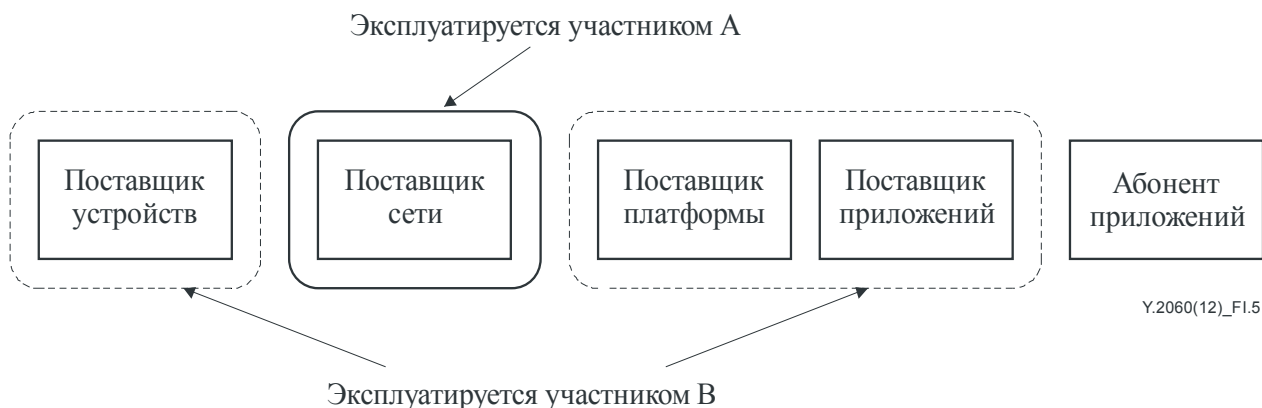 Эксплуатируется участником A
Поставщик
устройств
Поставщик
сети
Поставщик
платформы
Поставщик
приложений
Абонент
приложений
Y.2060(12)_FI.5
Эксплуатируется участником B